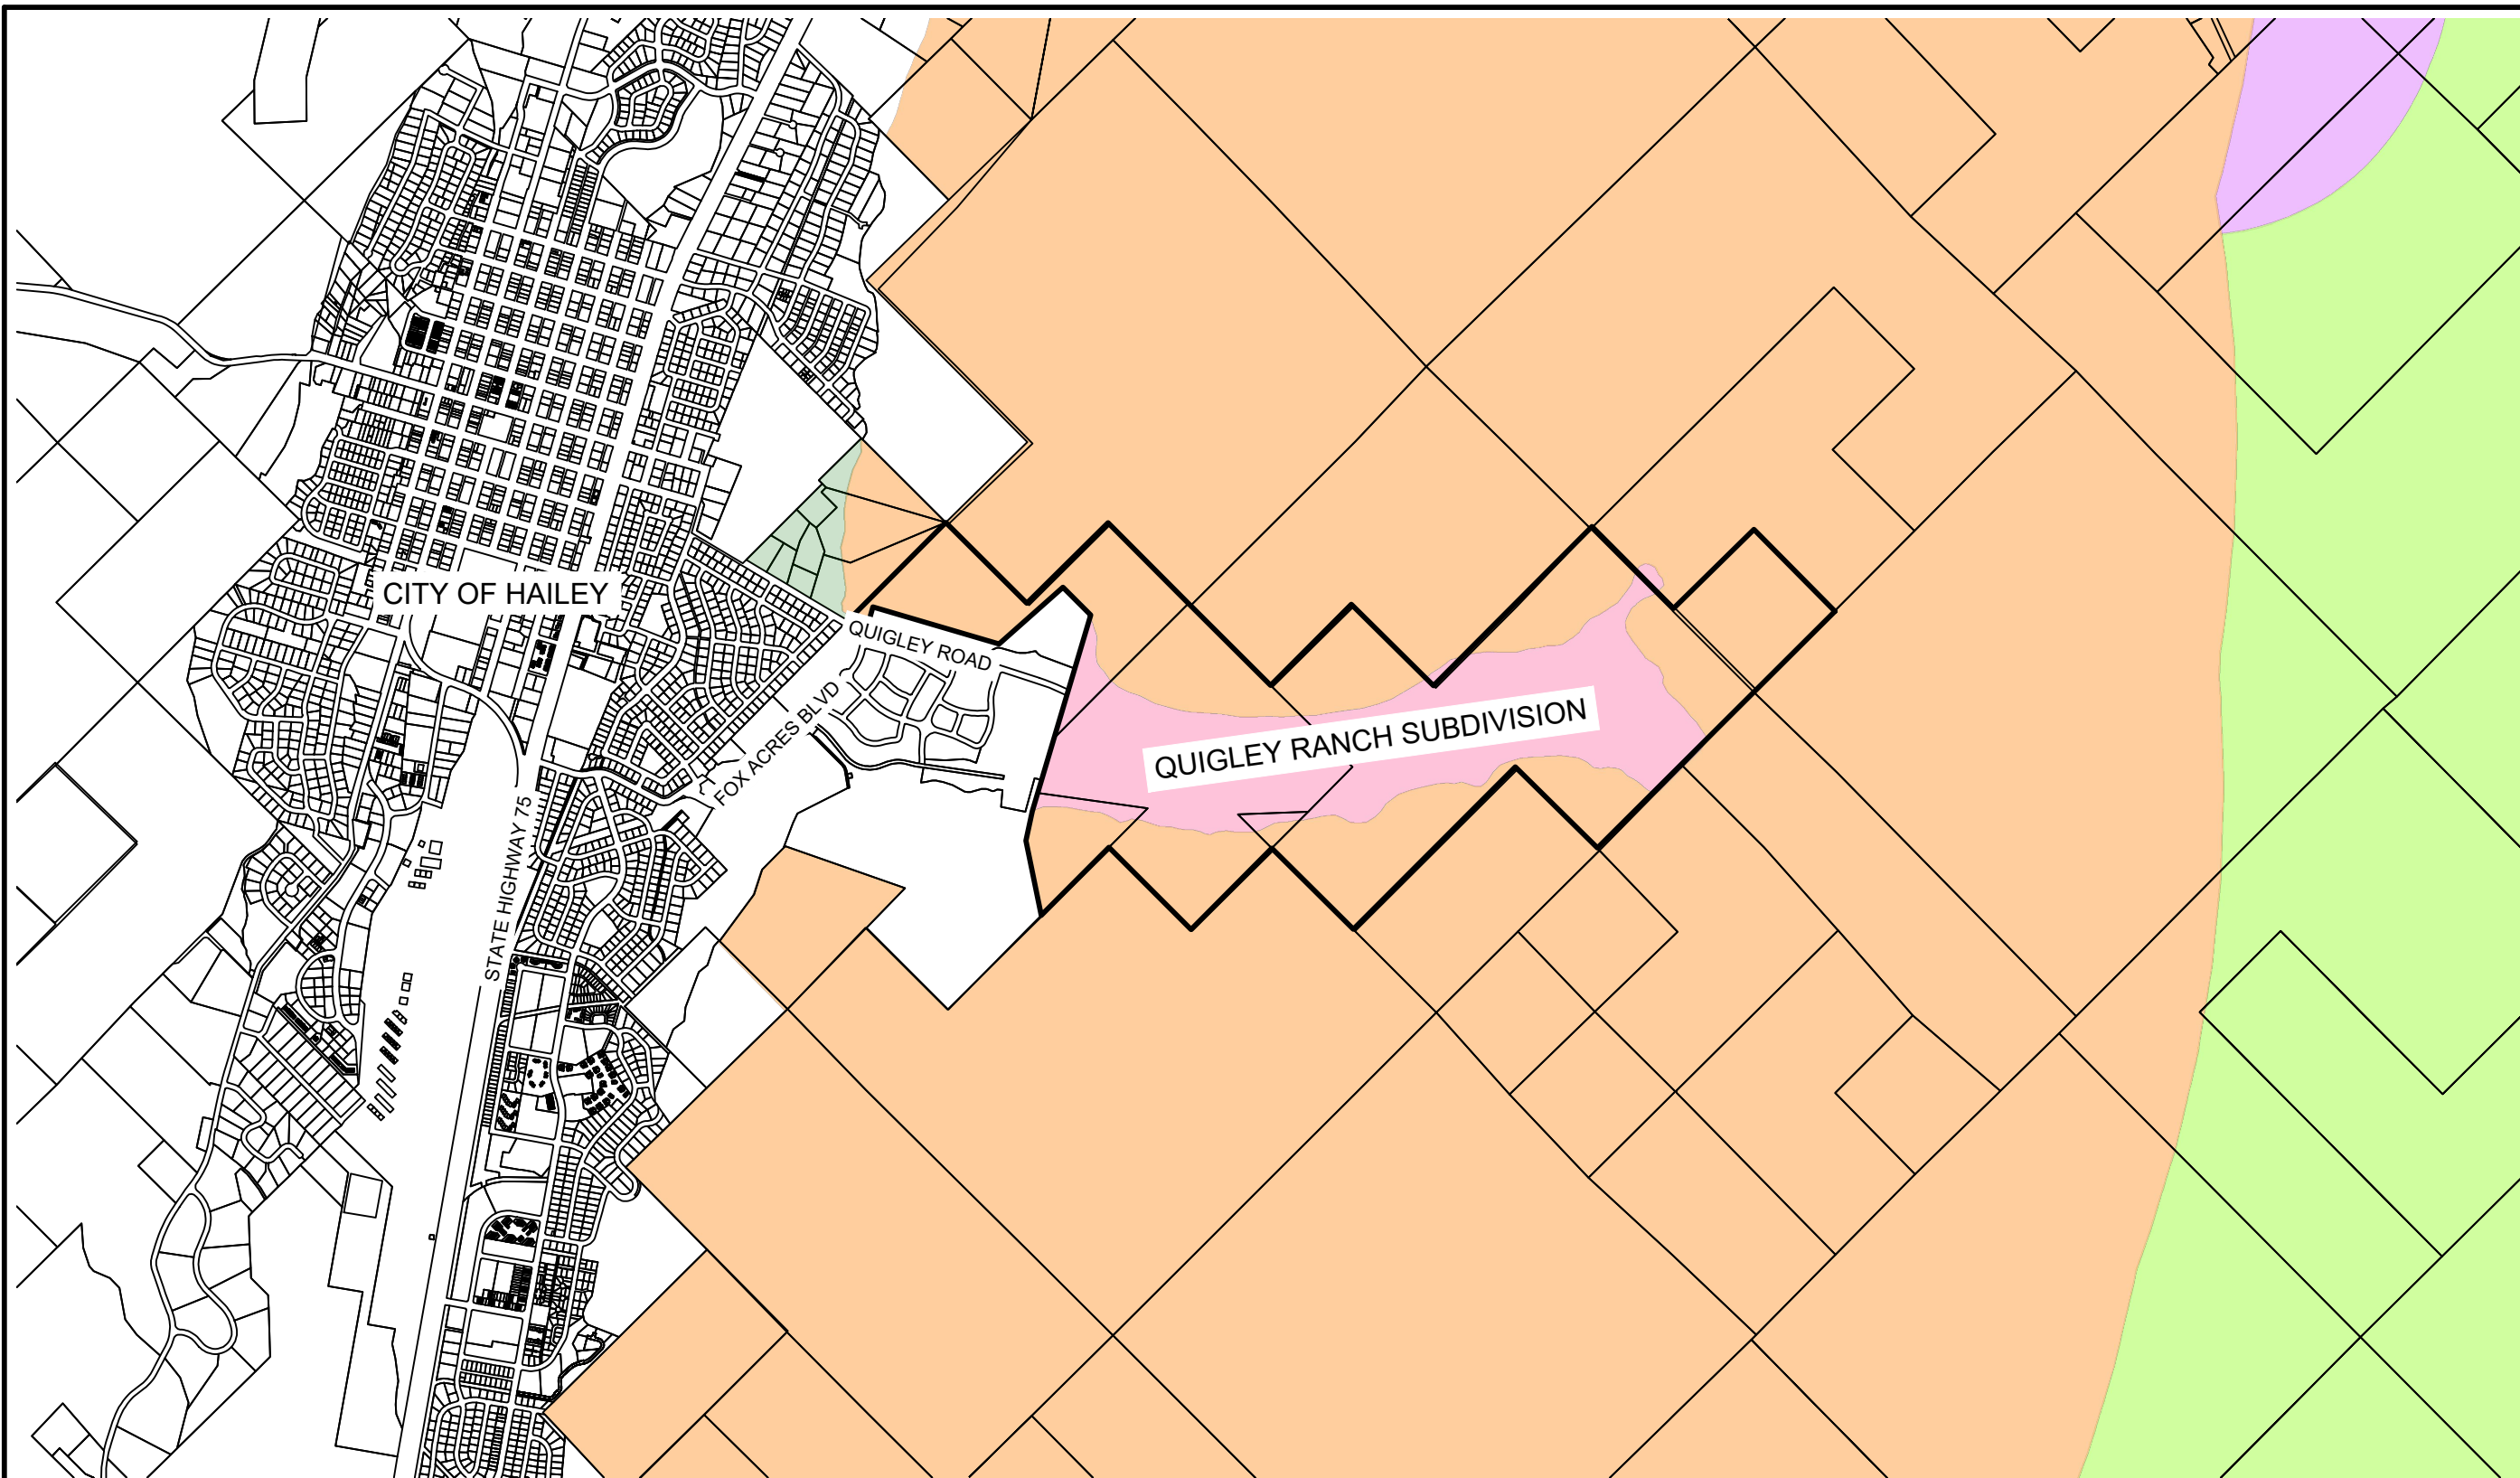 CITY OF HAILEY
QUIGLEY ROAD
FOX ACRES BLVD
QUIGLEY RANCH SUBDIVISION
STATE HIGHWAY 75